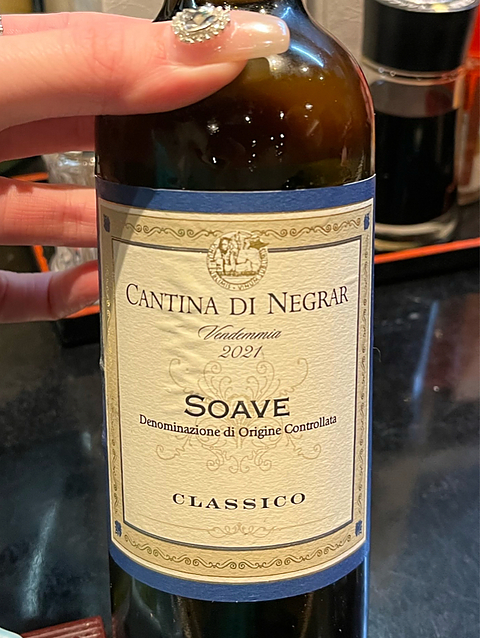 CANTINA DI NEGRAR
Vendemmia
2021
SOAVE
Denominazione di Origine Controllata
CLASSICO